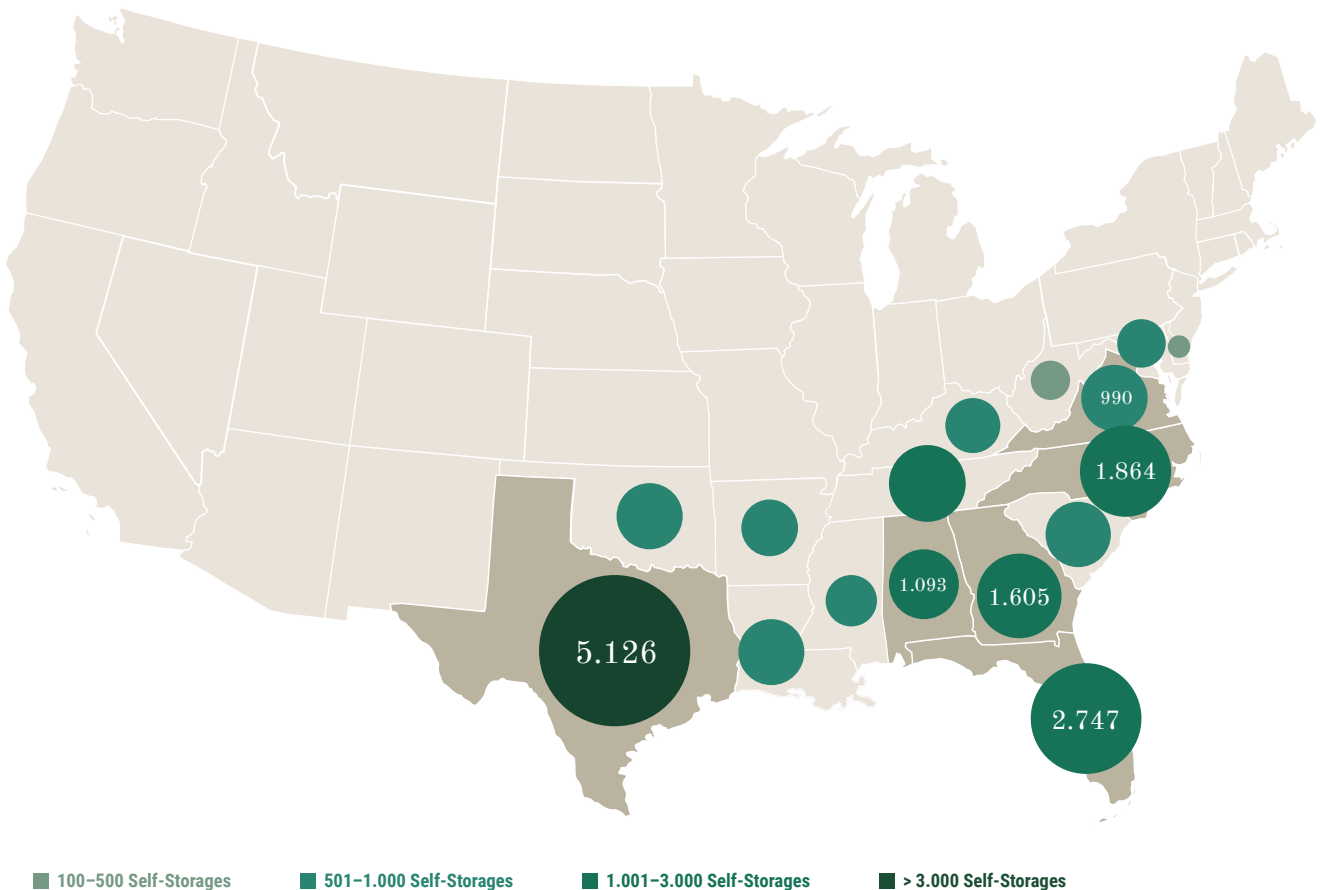 990
1.864
1.093
1.605
5.126
2.747
100–500 Self-Storages
501–1.000 Self-Storages
1.001–3.000 Self-Storages
> 3.000 Self-Storages